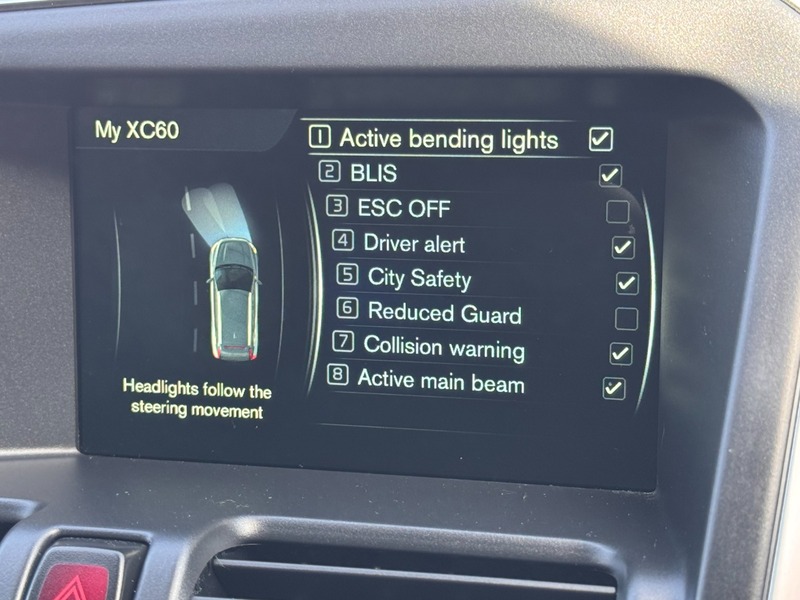 My XC60
1 Active bending lights
2 BLIS
3 ESC OFF
4 Driver alert
5 City Safety
6 Reduced Guard
7 Collision warning
8 Active main beam
Headlights follow the
steering movement